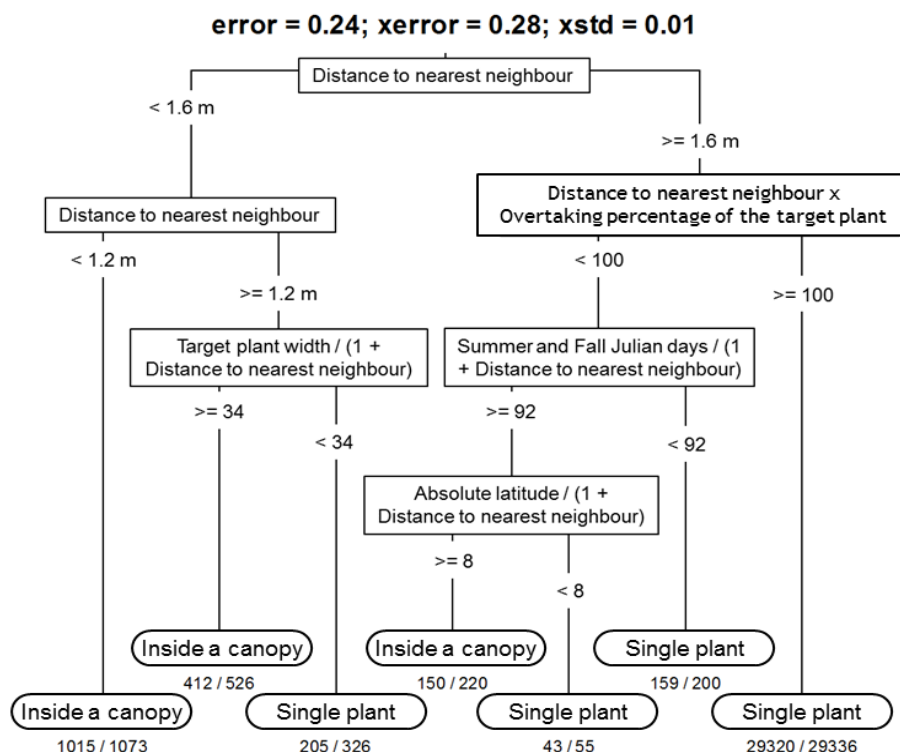 error = 0.24; xerror = 0.28; xstd = 0.01
Distance to nearest neighbour
< 1.6 m
>= 1.6 m
Distance to nearest neighbour
Distance to nearest neighbour x
Overtaking percentage of the target plant
< 1.2 m
>= 1.2 m
< 100
>= 100
Target plant width / (1 +
Distance to nearest neighbour)
Summer and Fall Julian days / (1
+ Distance to nearest neighbour)
>= 34
< 34
>= 92
< 92
Absolute latitude / (1 +
Distance to nearest neighbour)
>= 8
< 8
Inside a canopy
412 / 526
Inside a canopy
150 / 220
Single plant
159 / 200
Inside a canopy
1015 / 1073
Single plant
205 / 326
Single plant
43 / 55
Single plant
29320 / 29336